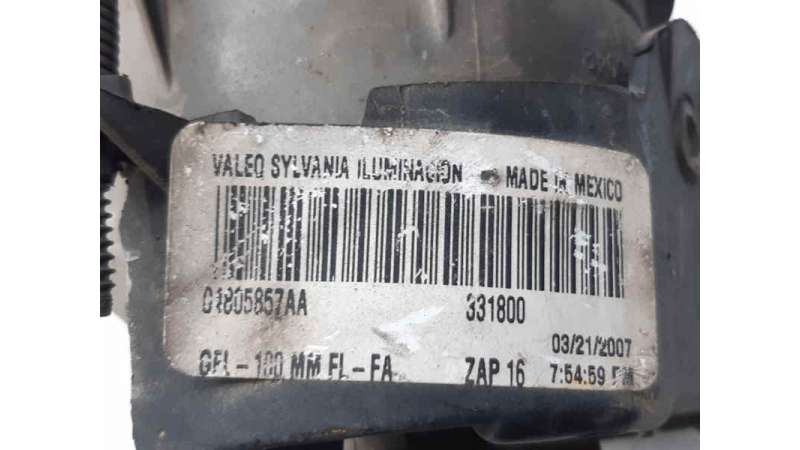 VALEO SYLVANIA ILUMINACION MADE IN MEXICO
04805857AA 331800
03/21/2007
GFL-100 MM FL-FA ZAP 16 7:54:59 PM